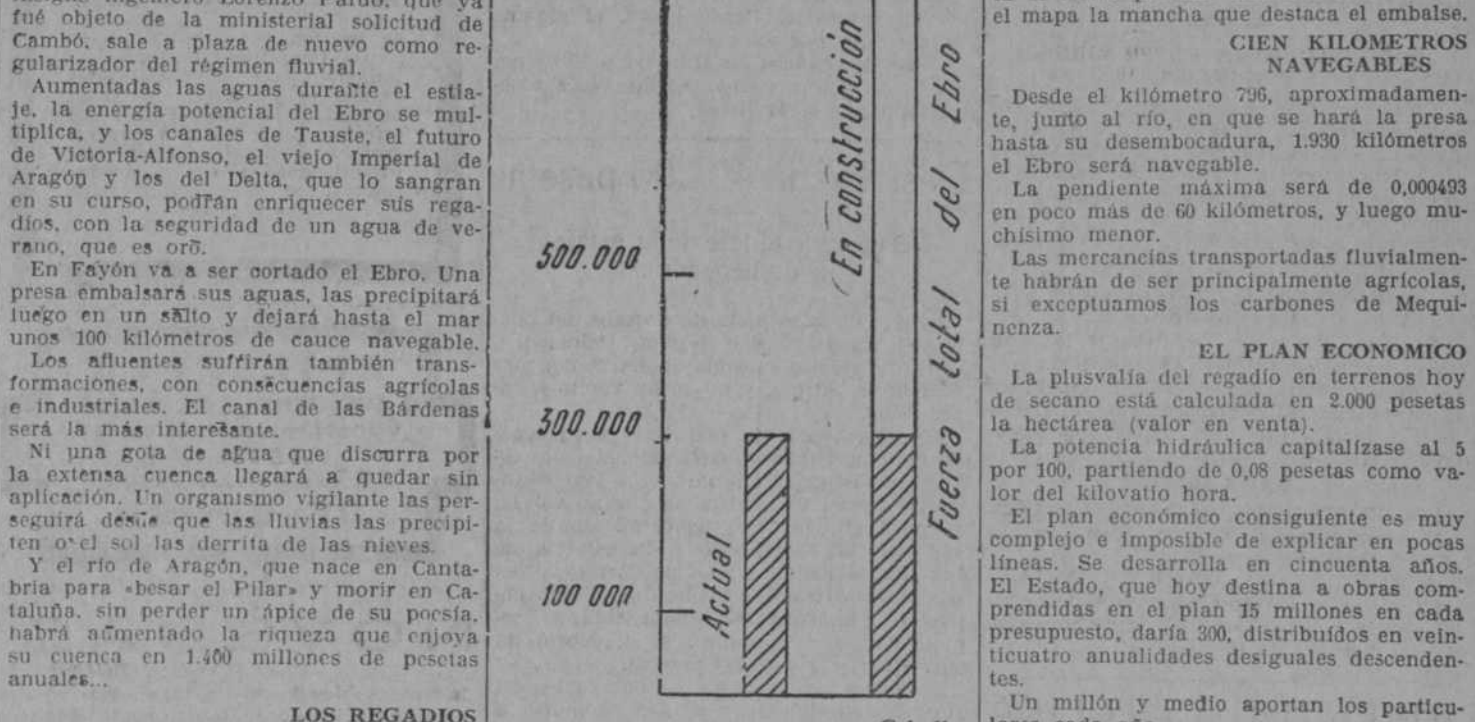 insigne ingeniero Lorenzo Pardo, que ya
fué objeto de la ministerial solicitud de
Cambó, sale a plaza de nuevo como re-
gularizador del régimen fluvial.
Aumentadas las aguas durante el estia-
je, la energía potencial del Ebro se mul-
tiplica, y los canales de Tauste, el futuro
de Victoria-Alfonso, el viejo Imperial de
Aragón y los del Delta, que lo sangran
en su curso, podrán enriquecer sus rega-
díos, con la seguridad de un agua de ve-
rano, que es oro.
En Fayón va a ser cortado el Ebro. Una
presa embalsará sus aguas, las precipitará
luego en un salto y dejará hasta el mar
unos 100 kilómetros de cauce navegable.
Los afluentes sufrirán también trans-
formaciones, con consecuencias agrícolas
e industriales. El canal de las Bárdenas
será la más interesante.
Ni una gota de agua que discurra por
la extensa cuenca llegará a quedar sin
aplicación. Un organismo vigilante las per-
seguirá desde que las lluvias las precipi-
ten o el sol las derrita de las nieves.
Y el río de Aragón, que nace en Canta-
bria para «besar el Pilar» y morir en Ca-
taluña, sin perder un ápice de su poesía,
habrá aumentado la riqueza que enjoya
su cuenca en 1.400 millones de pesetas
anuales...
LOS REGADIOS
500.000
300.000
100 000
Actual
En construcción
Fuerza total del Ebro
el mapa la mancha que destaca el embalse.
CIEN KILOMETROS
NAVEGABLES
Desde el kilómetro 796, aproximadamen-
te, junto al río, en que se hará la presa
hasta su desembocadura, 1.930 kilómetros
el Ebro será navegable.
La pendiente máxima será de 0,000493
en poco más de 60 kilómetros, y luego mu-
chísimo menor.
Las mercancías transportadas fluvialmen-
te habrán de ser principalmente agrícolas,
si exceptuamos los carbones de Mequi-
nenza.
EL PLAN ECONOMICO
La plusvalía del regadío en terrenos hoy
de secano está calculada en 2.000 pesetas
la hectárea (valor en venta).
La potencia hidráulica capitalízase al 5
por 100, partiendo de 0,08 pesetas como va-
lor del kilovatio hora.
El plan económico consiguiente es muy
complejo e imposible de explicar en pocas
líneas. Se desarrolla en cincuenta años.
El Estado, que hoy destina a obras com-
prendidas en el plan 15 millones en cada
presupuesto, daría 300, distribuídos en vein-
ticuatro anualidades desiguales descenden-
tes.
Un millón y medio aportan los particu-